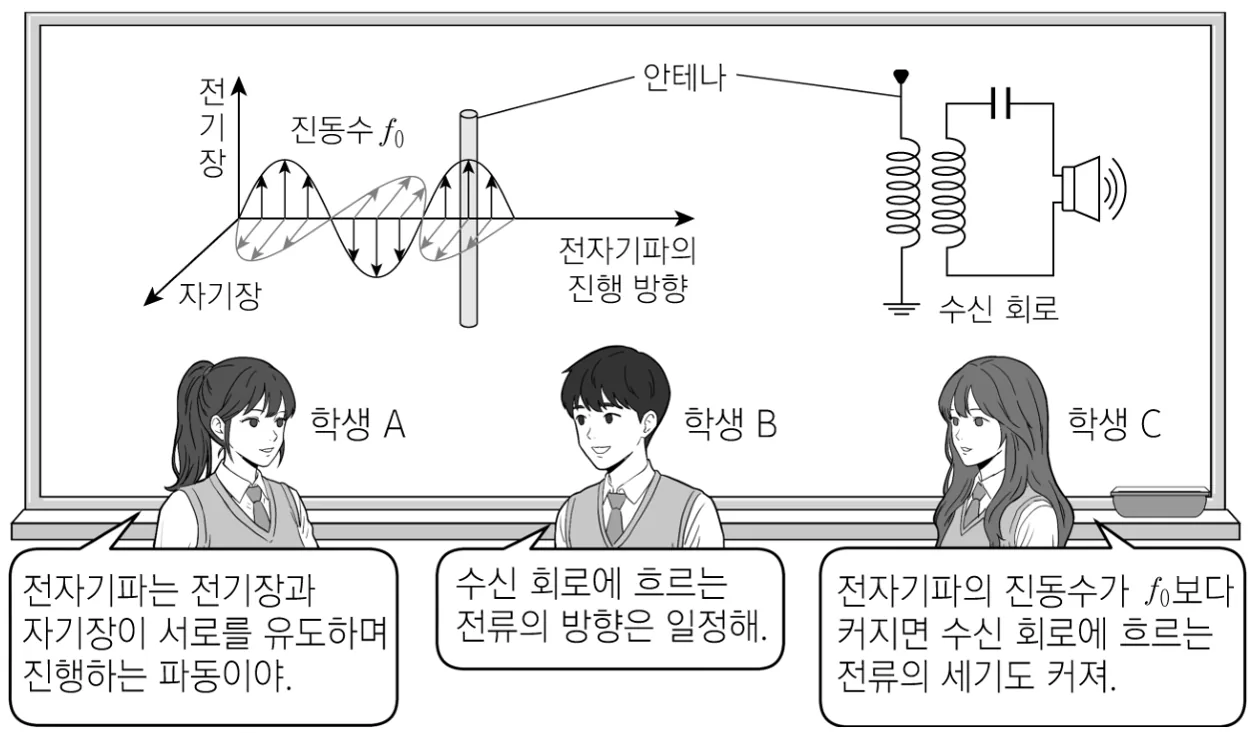 전기장
진동수 f₀
안테나
전자기파의
진행 방향
자기장
수신 회로
학생 A
학생 B
학생 C
전자기파는 전기장과
자기장이 서로를 유도하며
진행하는 파동이야.
수신 회로에 흐르는
전류의 방향은 일정해.
전자기파의 진동수가 f₀보다
커지면 수신 회로에 흐르는
전류의 세기도 커져.